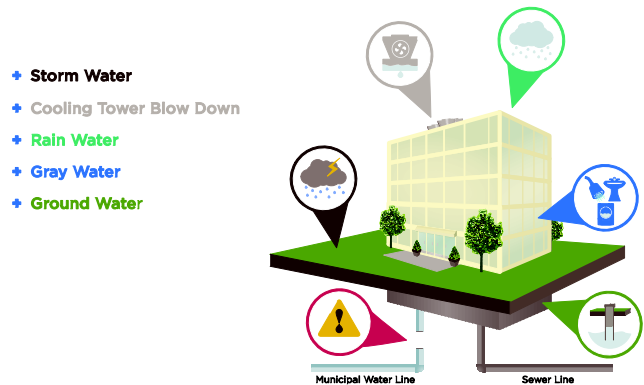 + Storm Water
+ Cooling Tower Blow Down
+ Rain Water
+ Gray Water
+ Ground Water
Municipal Water Line
Sewer Line